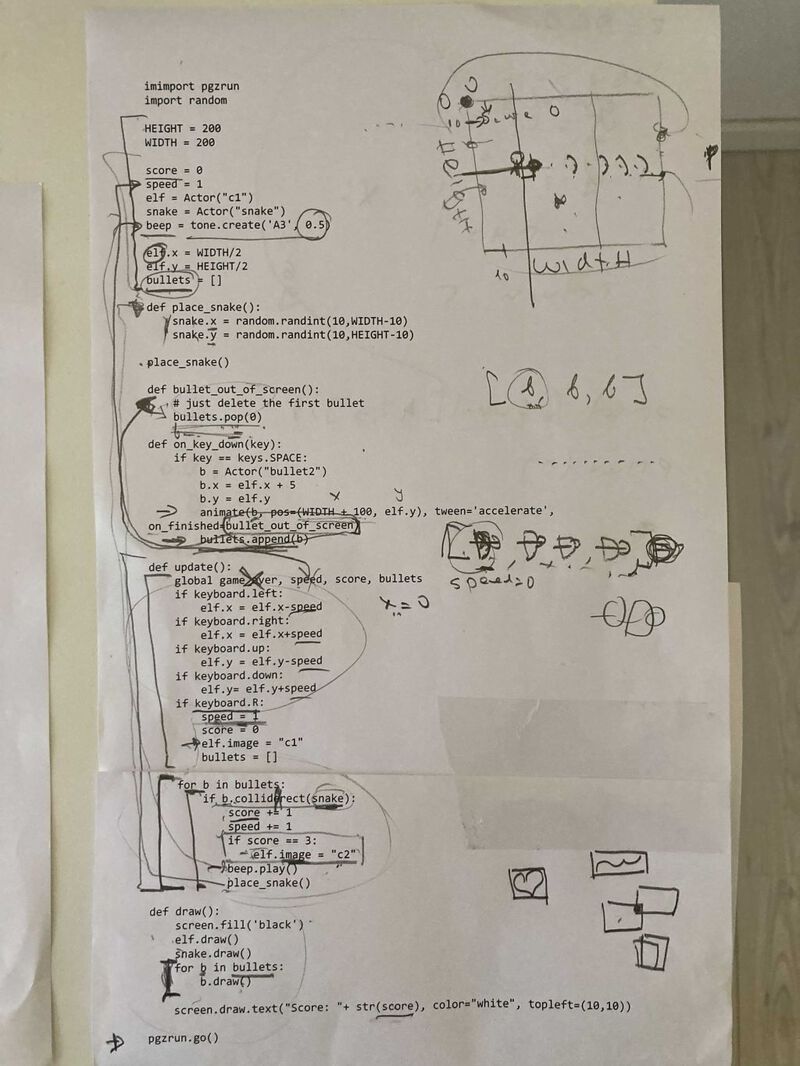 imimport pgzrun
import random
HEIGHT = 200
WIDTH = 200
score = 0
speed = 1
elf = Actor("c1")
snake = Actor("snake")
beep = tone.create('A3', 0.5)
elf.x = WIDTH/2
elf.y = HEIGHT/2
bullets = []
def place_snake():
snake.x = random.randint(10,WIDTH-10)
snake.y = random.randint(10,HEIGHT-10)
place_snake()
def bullet_out_of_screen():
# just delete the first bullet
bullets.pop(0)
def on_key_down(key):
if key == keys.SPACE:
b = Actor("bullet2")
b.x = elf.x + 5
b.y = elf.y
x y
animate(b, pos=(WIDTH + 100, elf.y), tween='accelerate',
on_finished=bullet_out_of_screen)
bullets.append(b)
def update():
global game_over, speed, score, bullets
if keyboard.left:
elf.x = elf.x-speed
if keyboard.right:
elf.x = elf.x+speed
if keyboard.up:
elf.y = elf.y-speed
if keyboard.down:
elf.y= elf.y+speed
if keyboard.R:
speed = 1
score = 0
elf.image = "c1"
bullets = []
for b in bullets:
if b.colliderect(snake):
score += 1
speed += 1
if score == 3:
elf.image = "c2"
beep.play()
place_snake()
def draw():
screen.fill('black')
elf.draw()
snake.draw()
for b in bullets:
b.draw()
screen.draw.text("Score: "+ str(score), color="white", topleft=(10,10))
pgzrun.go()
0 0
10 Score 0
HeigHt
10
WidtH
[b, b, b]
speed=0
x=0